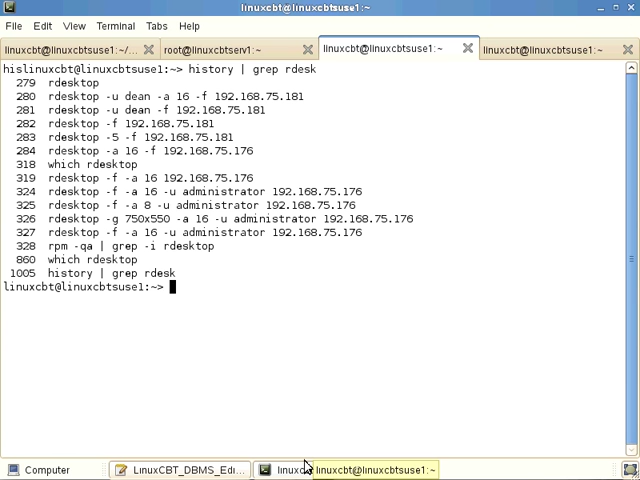 linuxcbt@linuxcbtsuse1:~
File Edit View Terminal Tabs Help
linuxcbt@linuxcbtsuse1:~/... root@linuxcbtserv1:~ linuxcbt@linuxcbtsuse1:~ linuxcbt@linuxcbtsuse1:~
hislinuxcbt@linuxcbtsuse1:~> history | grep rdesk
279 rdesktop
280 rdesktop -u dean -a 16 -f 192.168.75.181
281 rdesktop -u dean -f 192.168.75.181
282 rdesktop -f 192.168.75.181
283 rdesktop -5 -f 192.168.75.181
284 rdesktop -a 16 -f 192.168.75.176
318 which rdesktop
319 rdesktop -f -a 16 192.168.75.176
324 rdesktop -f -a 16 -u administrator 192.168.75.176
325 rdesktop -f -a 8 -u administrator 192.168.75.176
326 rdesktop -g 750x550 -a 16 -u administrator 192.168.75.176
327 rdesktop -f -a 16 -u administrator 192.168.75.176
328 rpm -qa | grep -i rdesktop
860 which rdesktop
1005 history | grep rdesk
linuxcbt@linuxcbtsuse1:~>
Computer LinuxCBT_DBMS_Edi... linuxc linuxcbt@linuxcbtsuse1:~